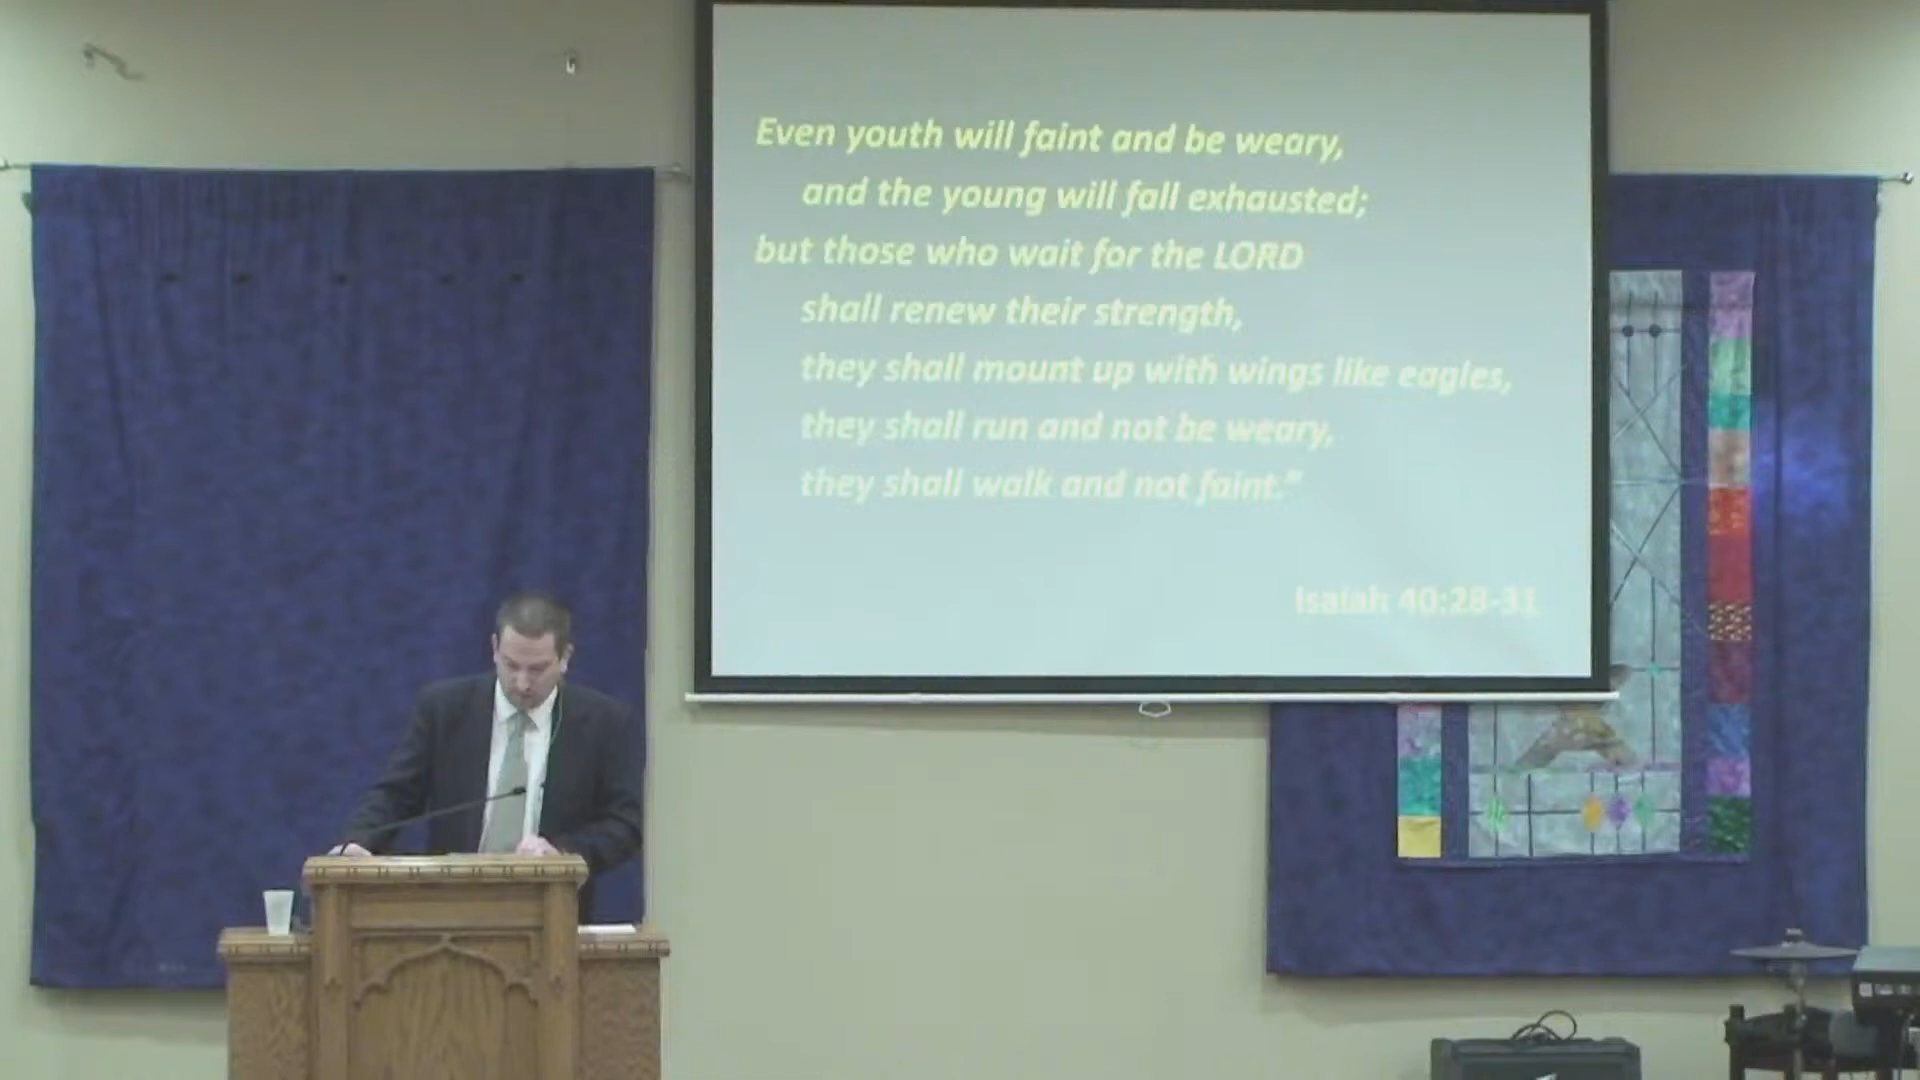 Even youth will faint and be weary,
and the young will fall exhausted;
but those who wait for the LORD
shall renew their strength,
they shall mount up with wings like eagles,
they shall run and not be weary,
they shall walk and not faint.”
Isaiah 40:28-31